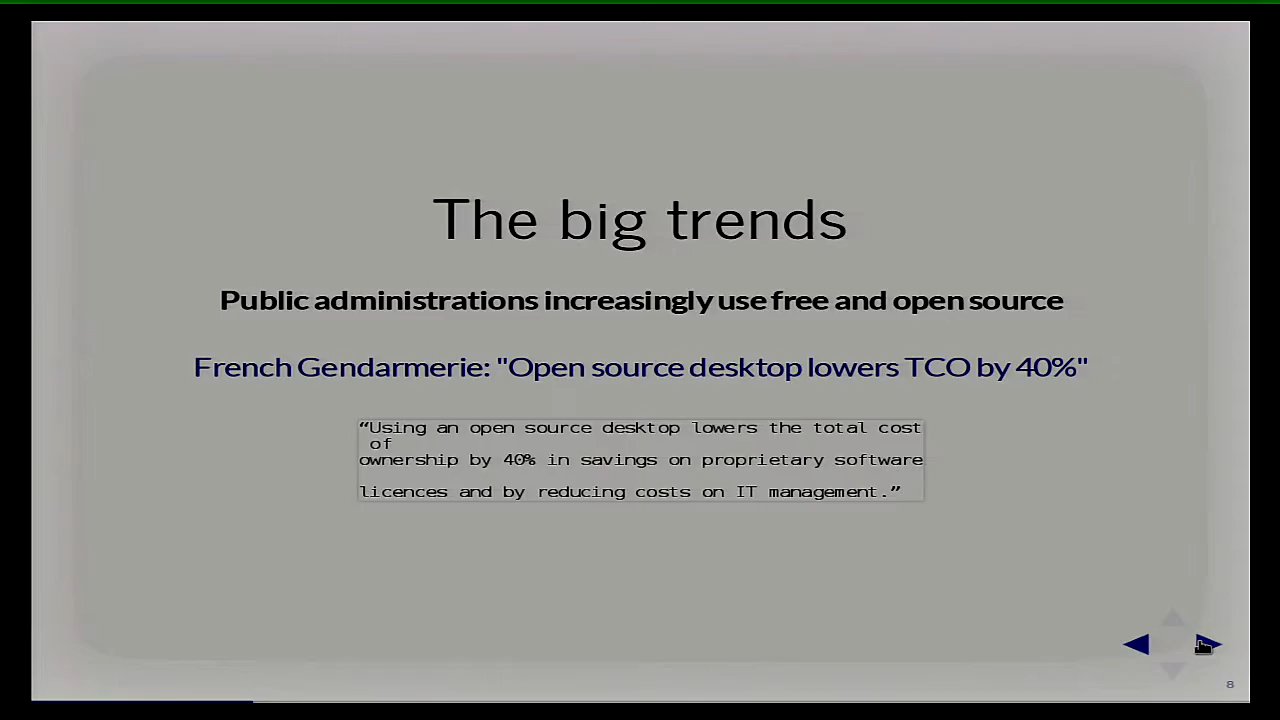 The big trends
Public administrations increasingly use free and open source
French Gendarmerie: "Open source desktop lowers TCO by 40%"
“Using an open source desktop lowers the total cost
of
ownership by 40% in savings on proprietary software
licences and by reducing costs on IT management.”
8